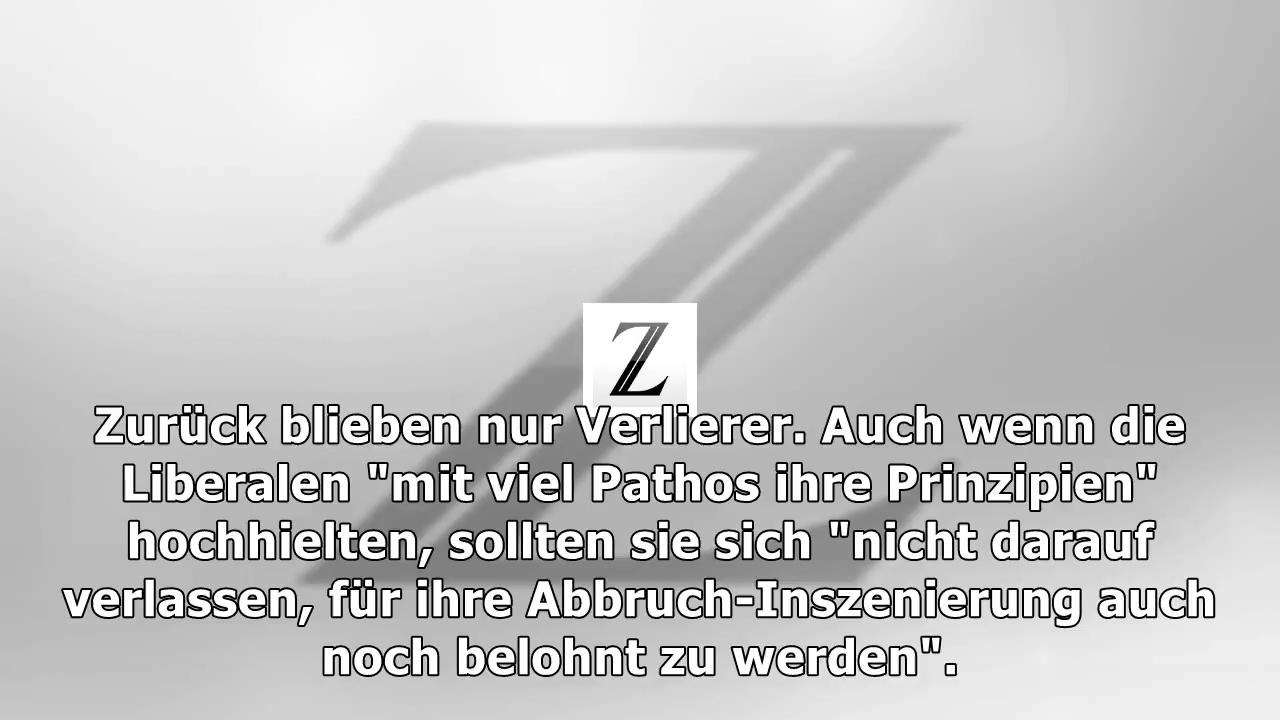 Z
Zurück blieben nur Verlierer. Auch wenn die
Liberalen "mit viel Pathos ihre Prinzipien"
hochhielten, sollten sie sich "nicht darauf
verlassen, für ihre Abbruch-Inszenierung auch
noch belohnt zu werden".